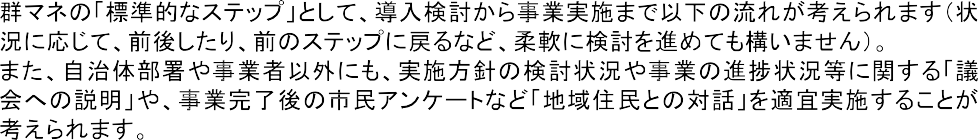 群マネの「標準的なステップ」として、導入検討から事業実施まで以下の流れが考えられます（状
況に応じて、前後したり、前のステップに戻るなど、柔軟に検討を進めても構いません）。
また、自治体部署や事業者以外にも、実施方針の検討状況や事業の進捗状況等に関する「議
会への説明」や、事業完了後の市民アンケートなど「地域住民との対話」を適宜実施することが
考えられます。